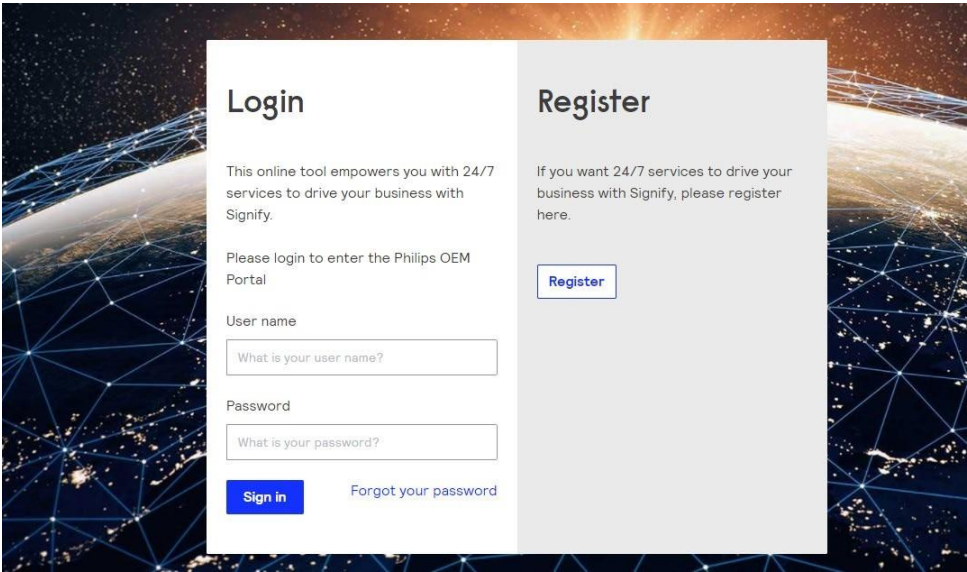 Login
This online tool empowers you with 24/7
services to drive your business with
Signify.
Please login to enter the Philips OEM
Portal
User name
What is your user name?
Password
What is your password?
Sign in
Forgot your password
Register
If you want 24/7 services to drive your
business with Signify, please register
here.
Register